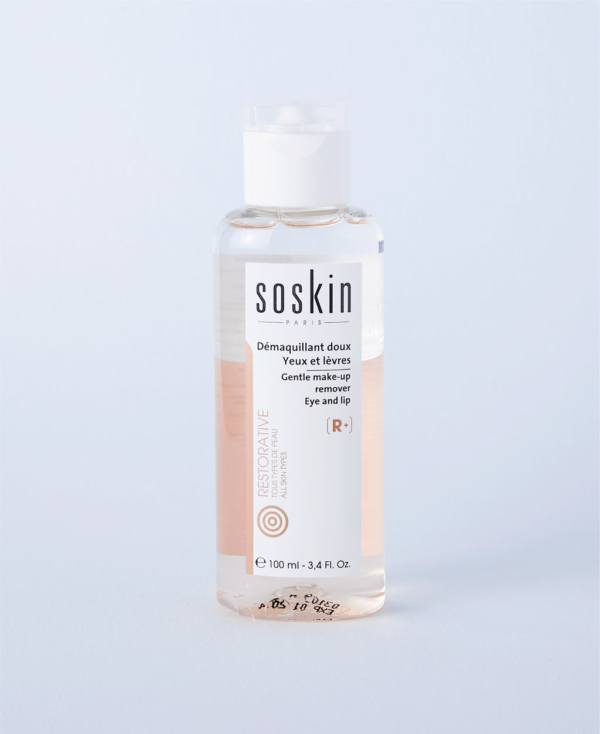 soskin
PARIS
Démaquillant doux
Yeux et lèvres
Gentle make-up
remover
Eye and lip
[R+]
RESTORATIVE
TOUS TYPES DE PEAU
ALL SKIN TYPES
℮ 100 ml - 3,4 Fl. Oz.